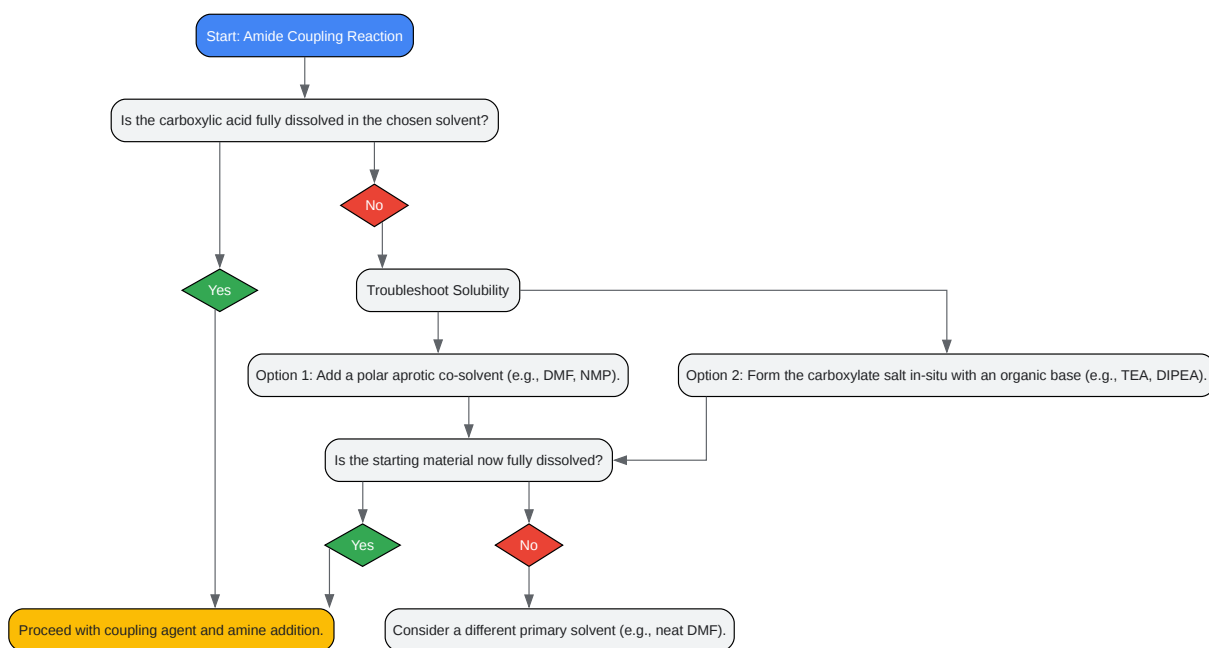 Start: Amide Coupling Reaction
Is the carboxylic acid fully dissolved in the chosen solvent?
No
Yes
Troubleshoot Solubility
Option 1: Add a polar aprotic co-solvent (e.g., DMF, NMP).
Option 2: Form the carboxylate salt in-situ with an organic base (e.g., TEA, DIPEA).
Is the starting material now fully dissolved?
Yes
No
Proceed with coupling agent and amine addition.
Consider a different primary solvent (e.g., neat DMF).